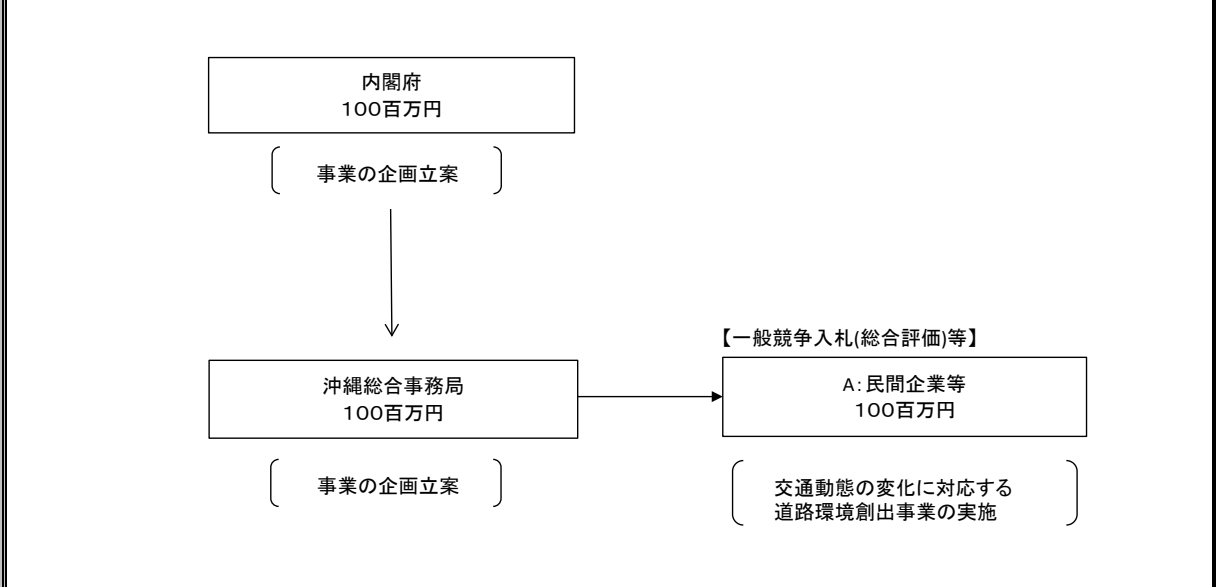 内閣府
100百万円
事業の企画立案
【一般競争入札(総合評価)等】
沖縄総合事務局
100百万円
A:民間企業等
100百万円
事業の企画立案
交通動態の変化に対応する
道路環境創出事業の実施